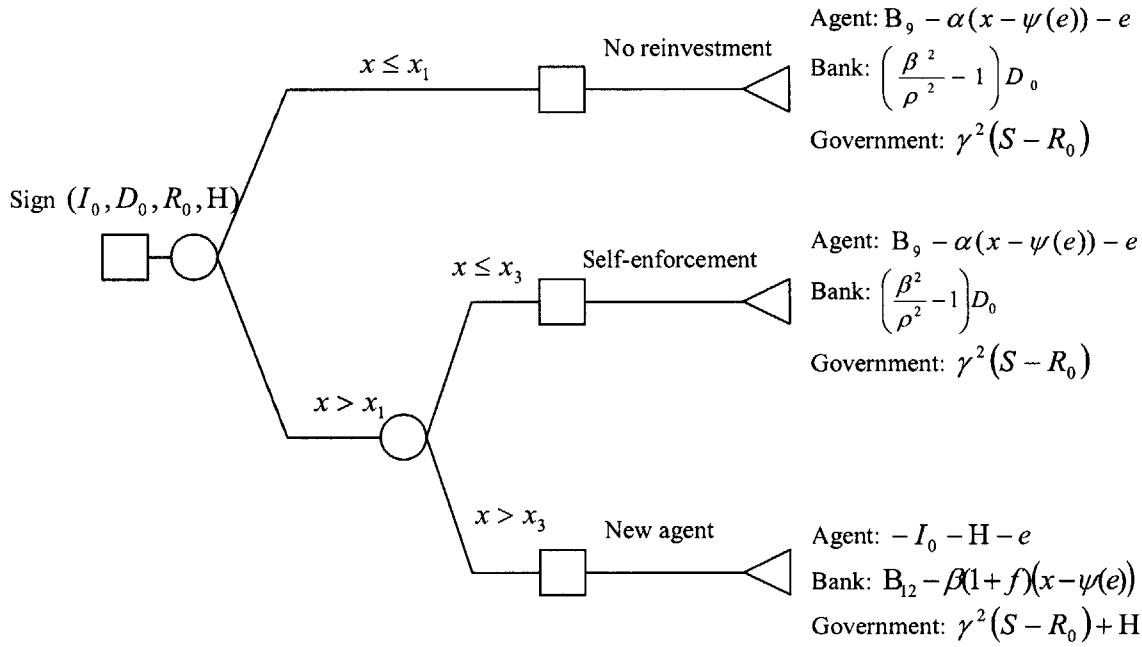 Agent: B₉ − α(x − ψ(e)) − e
No reinvestment
x ≤ x₁
Bank: (β²/ρ² − 1) D₀
Government: γ²(S − R₀)
Sign (I₀, D₀, R₀, H)
Agent: B₉ − α(x − ψ(e)) − e
Self-enforcement
x ≤ x₃
Bank: (β²/ρ² − 1) D₀
Government: γ²(S − R₀)
x > x₁
x > x₃
New agent
Agent: − I₀ − H − e
Bank: B₁₂ − β(1 + f)(x − ψ(e))
Government: γ²(S − R₀) + H